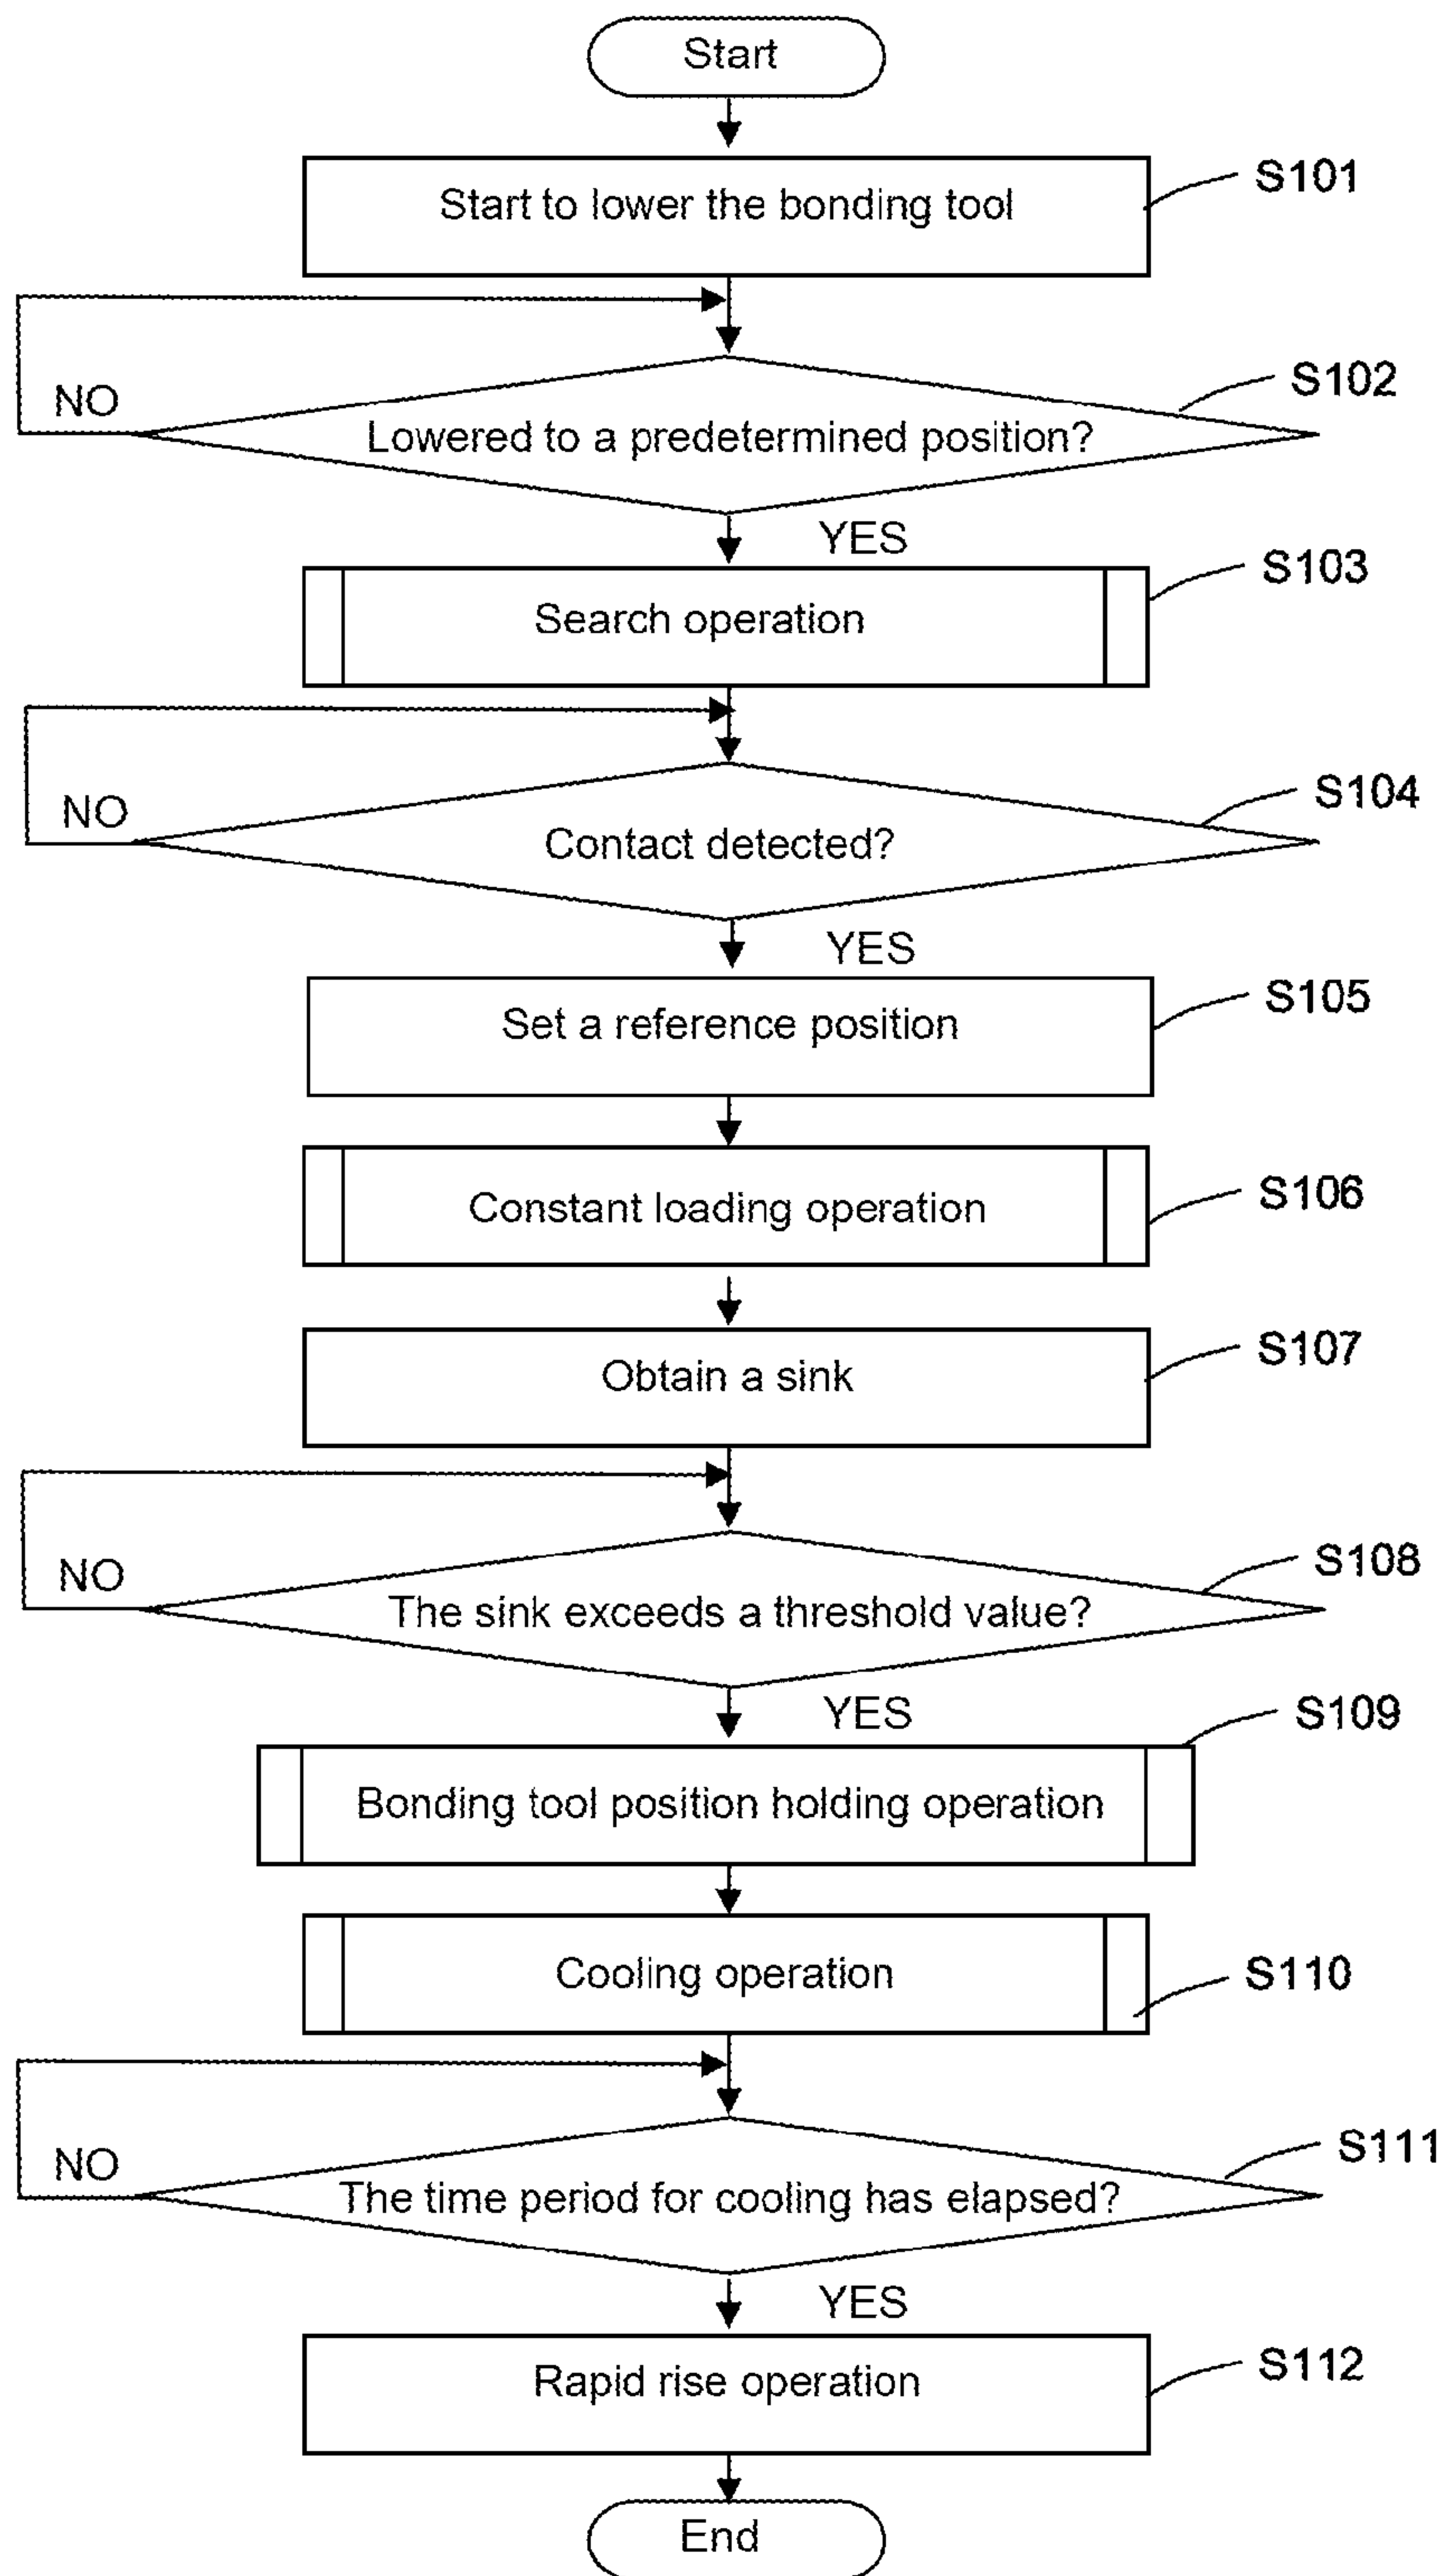 Start
Start to lower the bonding tool
S101
NO
Lowered to a predetermined position?
S102
YES
Search operation
S103
NO
Contact detected?
S104
YES
Set a reference position
S105
Constant loading operation
S106
Obtain a sink
S107
NO
The sink exceeds a threshold value?
S108
YES
Bonding tool position holding operation
S109
Cooling operation
S110
NO
The time period for cooling has elapsed?
S111
YES
Rapid rise operation
S112
End